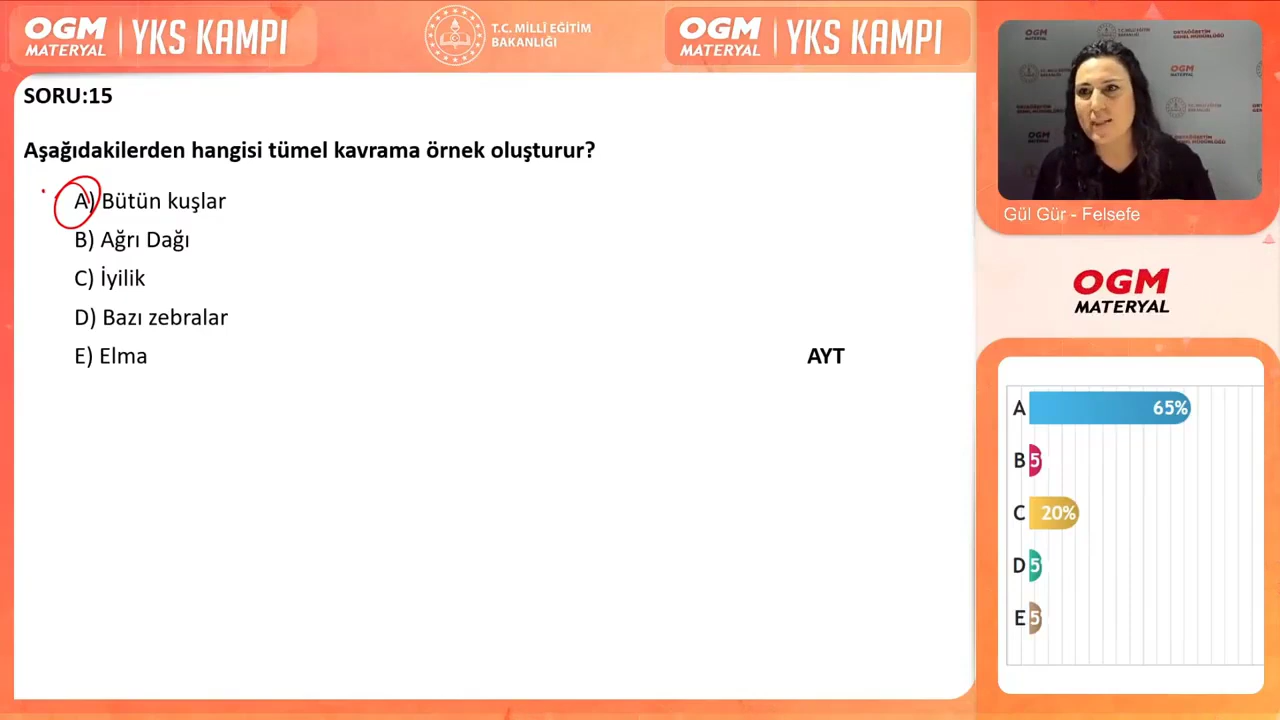 OGM
MATERYAL
YKS KAMPI
T.C. MİLLÎ EĞİTİM
BAKANLIĞI
OGM
MATERYAL
YKS KAMPI
SORU:15
Aşağıdakilerden hangisi tümel kavrama örnek oluşturur?
A) Bütün kuşlar
B) Ağrı Dağı
C) İyilik
D) Bazı zebralar
E) Elma
AYT
Gül Gür - Felsefe
OGM
MATERYAL
A 65%
B 5
C 20%
D 5
E 5